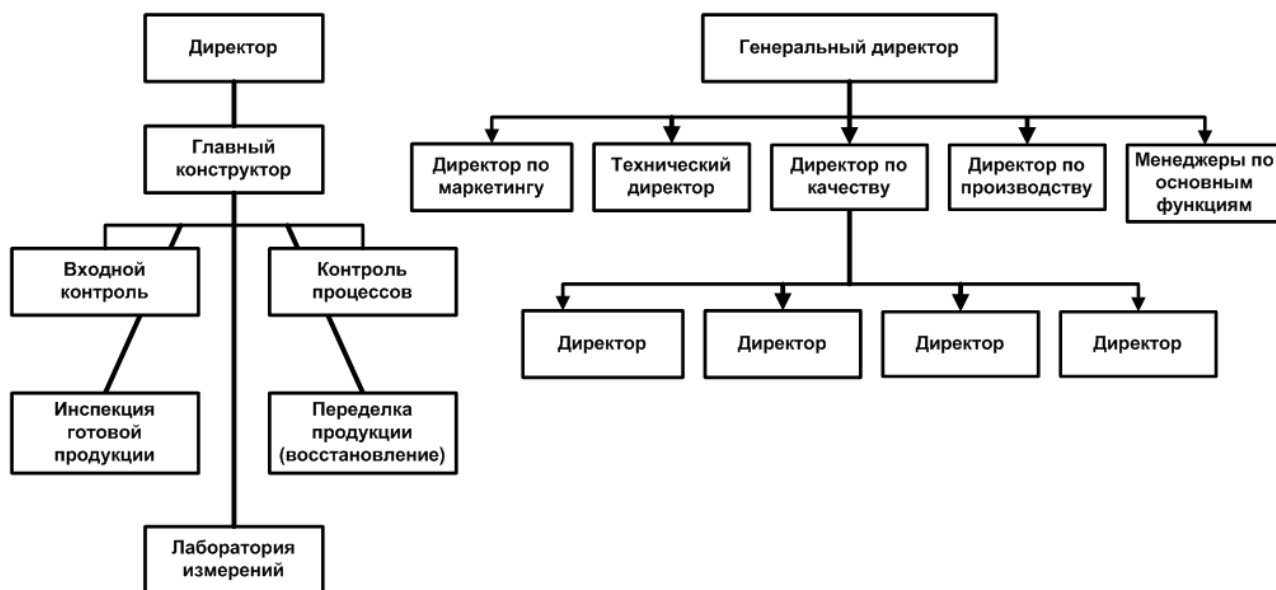 Директор
Главный
конструктор
Входной
контроль
Контроль
процессов
Инспекция
готовой
продукции
Переделка
продукции
(восстановление)
Лаборатория
измерений
Генеральный директор
Директор по
маркетингу
Технический
директор
Директор по
качеству
Директор по
производству
Менеджеры по
основным
функциям
Директор
Директор
Директор
Директор